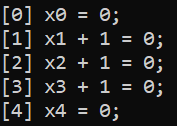 [0] x0 = 0;
[1] x1 + 1 = 0;
[2] x2 + 1 = 0;
[3] x3 + 1 = 0;
[4] x4 = 0;